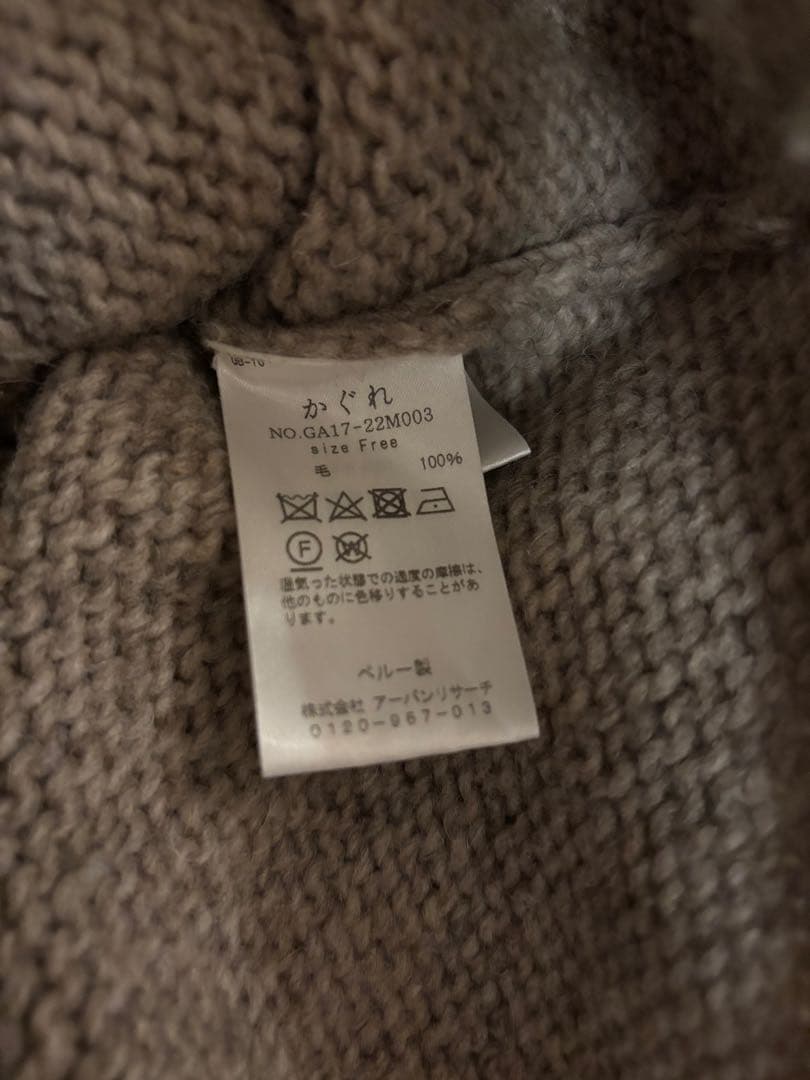 かぐれ
NO.GA17-22M003
size Free
毛 100%
F
W
湿気った状態での過度の摩擦は、
他のものに色移りすることがあ
ります。
ペルー製
株式会社 アーバンリサーチ
0120-967-013